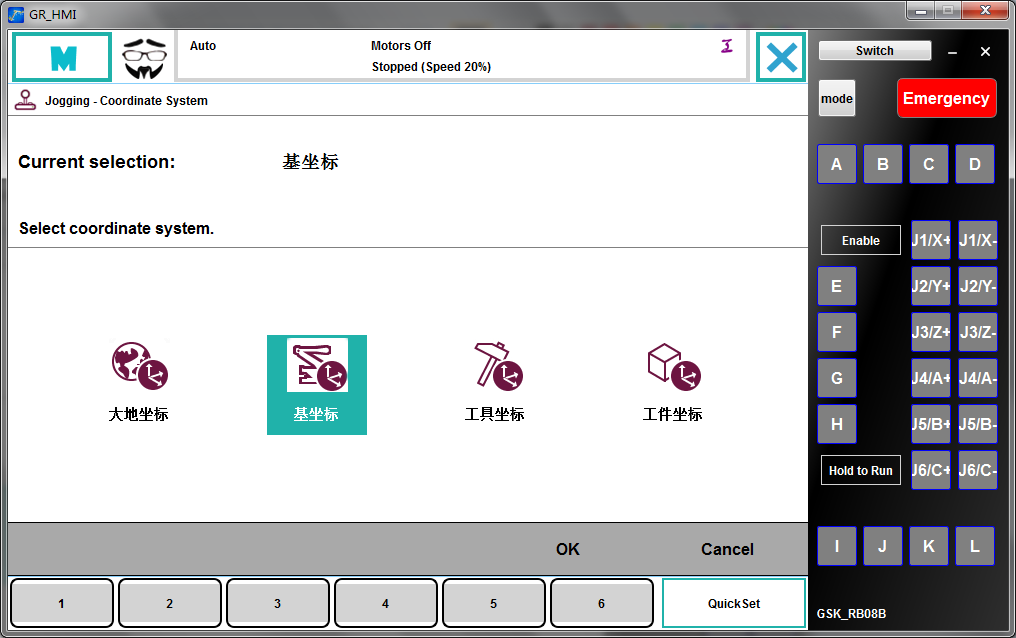 GR_HMI
M
Auto
Motors Off
Stopped (Speed 20%)
Jogging - Coordinate System
Current selection: 基坐标
Select coordinate system.
大地坐标 基坐标 工具坐标 工件坐标
OK Cancel
1 2 3 4 5 6 QuickSet
Switch
mode Emergency
A B C D
Enable J1/X+ J1/X-
E J2/Y+ J2/Y-
F J3/Z+ J3/Z-
G J4/A+ J4/A-
H J5/B+ J5/B-
Hold to Run J6/C+ J6/C-
I J K L
GSK_RB08B